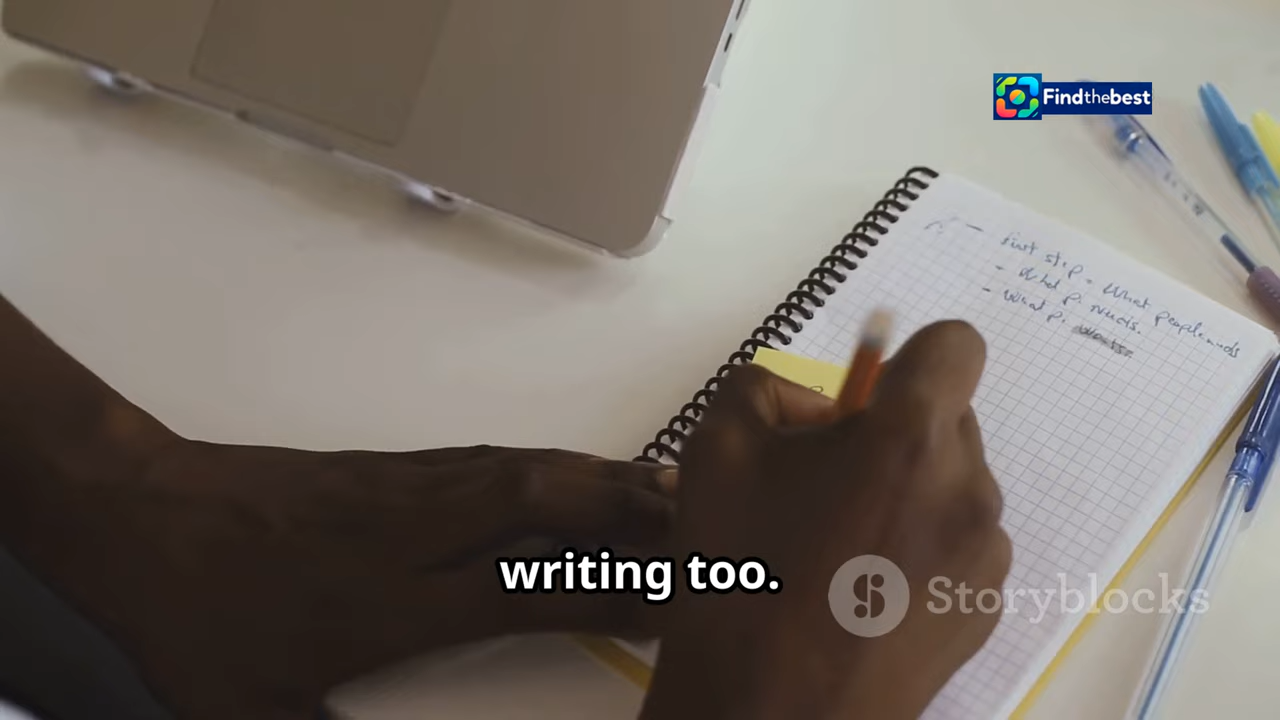 Findthebest
first step - What people needs
- What p. needs.
- What p.
writing too.
Storyblocks